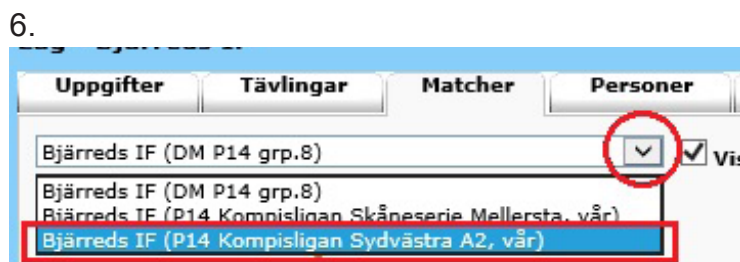 6.
Uppgifter Tävlingar Matcher Personer
Bjärreds IF (DM P14 grp.8) Vis
Bjärreds IF (DM P14 grp.8)
Bjärreds IF (P14 Kompisligan Skåneserie Mellersta, vår)
Bjärreds IF (P14 Kompisligan Sydvästra A2, vår)